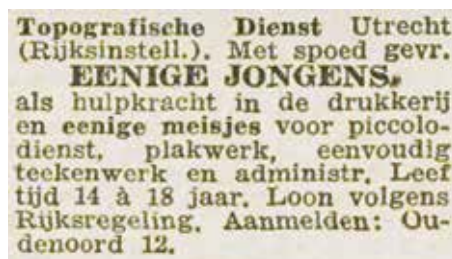 Topografische Dienst Utrecht
(Rijksinstell.). Met spoed gevr.
EENIGE JONGENS,
als hulpkracht in de drukkerij
en eenige meisjes voor piccolo-
dienst, plakwerk, eenvoudig
teekenwerk en administr. Leef
tijd 14 à 18 jaar. Loon volgens
Rijksregeling. Aanmelden: Ou-
denoord 12.